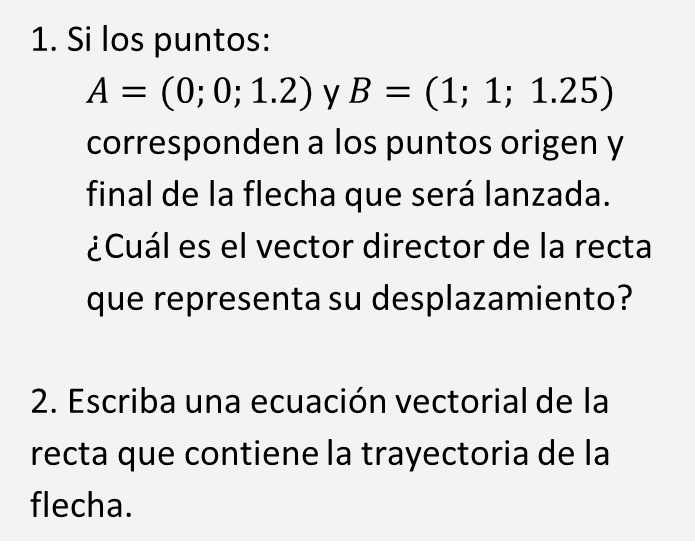 1. Si los puntos:
A = (0; 0; 1.2) y B = (1; 1; 1.25)
corresponden a los puntos origen y
final de la flecha que será lanzada.
¿Cuál es el vector director de la recta
que representa su desplazamiento?
2. Escriba una ecuación vectorial de la
recta que contiene la trayectoria de la
flecha.